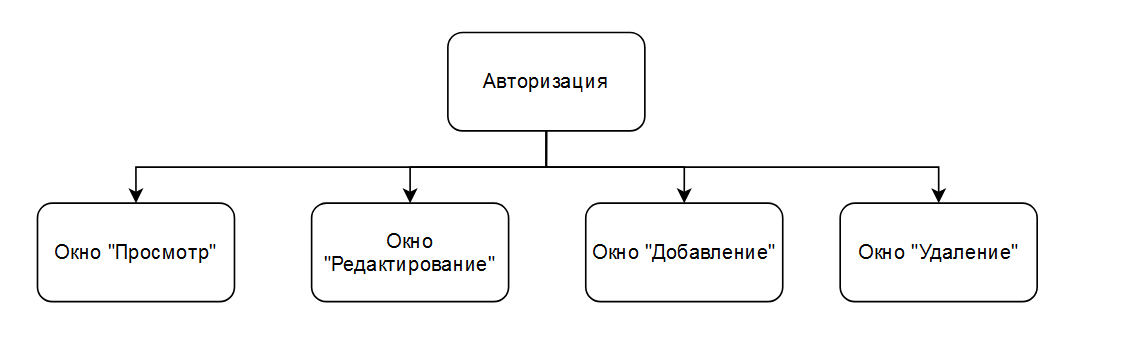 Авторизация
Окно "Просмотр"
Окно
"Редактирование"
Окно "Добавление"
Окно "Удаление"